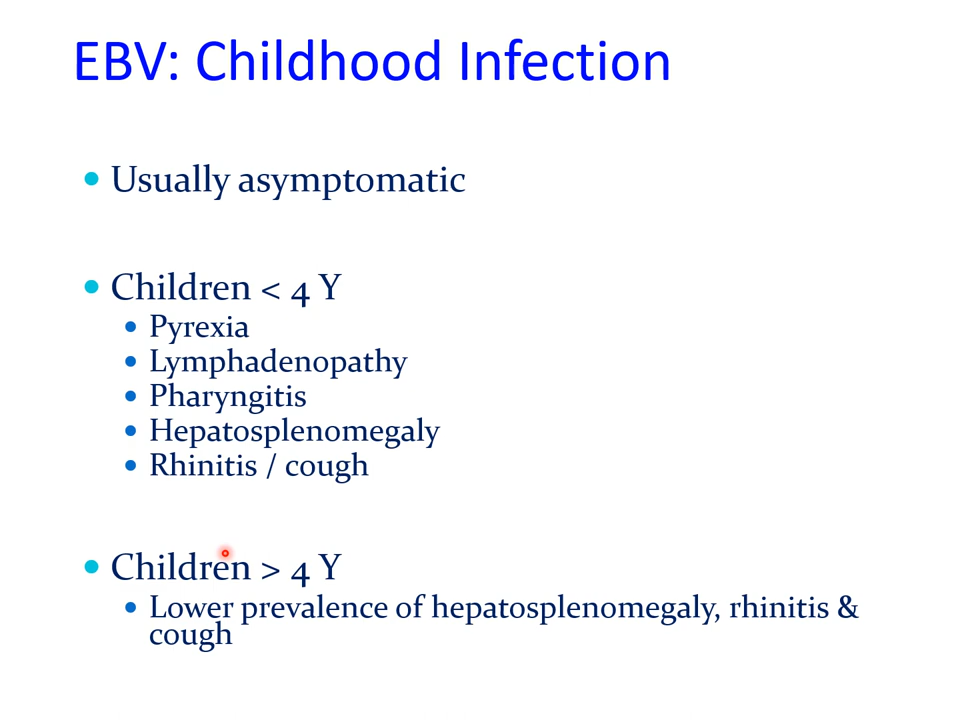 EBV: Childhood Infection
• Usually asymptomatic
• Children < 4 Y
• Pyrexia
• Lymphadenopathy
• Pharyngitis
• Hepatosplenomegaly
• Rhinitis / cough
• Children > 4 Y
• Lower prevalence of hepatosplenomegaly, rhinitis &
cough